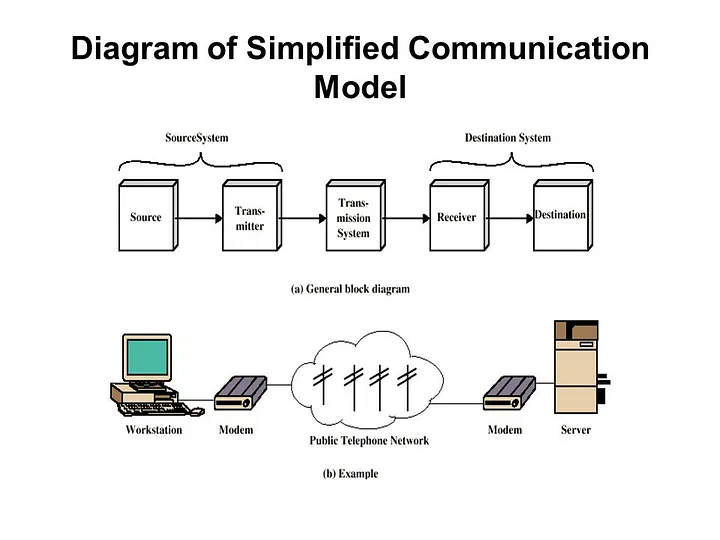 Diagram of Simplified Communication
Model
SourceSystem
Destination System
Source
Trans-
mitter
Trans-
mission
System
Receiver
Destination
(a) General block diagram
Workstation
Modem
Public Telephone Network
Modem
Server
(b) Example